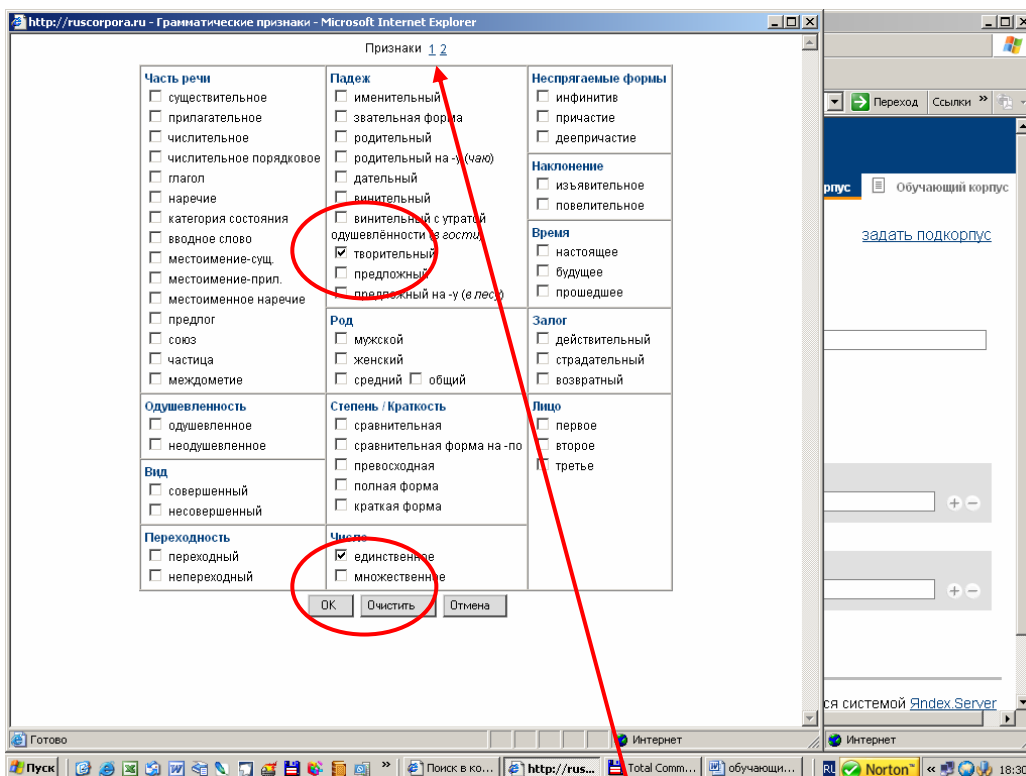 http://ruscorpora.ru - Грамматические признаки - Microsoft Internet Explorer
Признаки 1 2
Часть речи
существительное
прилагательное
числительное
числительное порядковое
глагол
наречие
категория состояния
вводное слово
местоимение-сущ.
местоимение-прил.
местоименное наречие
предлог
союз
частица
междометие
Одушевленность
одушевленное
неодушевленное
Вид
совершенный
несовершенный
Переходность
переходный
непереходный
Падеж
именительный
звательная форма
родительный
родительный на -у (чаю)
дательный
винительный
винительный с утратой
одушевлённости (в гости)
творительный
предложный
предложный на -у (в лесу)
Род
мужской
женский
средний общий
Степень / Краткость
сравнительная
сравнительная форма на -по
превосходная
полная форма
краткая форма
Число
единственное
множественное
Неспрягаемые формы
инфинитив
причастие
деепричастие
Наклонение
изъявительное
повелительное
Время
настоящее
будущее
прошедшее
Залог
действительный
страдательный
возвратный
Лицо
первое
второе
третье
OK Очистить Отмена
Готово Интернет
Переход Ссылки »
рпус Обучающий корпус
задать подкорпус
ся системой Яndex.Server
Интернет
Пуск » Поиск в ко... http://rus... Total Comm... обучающи... RU Norton™ « 18:30